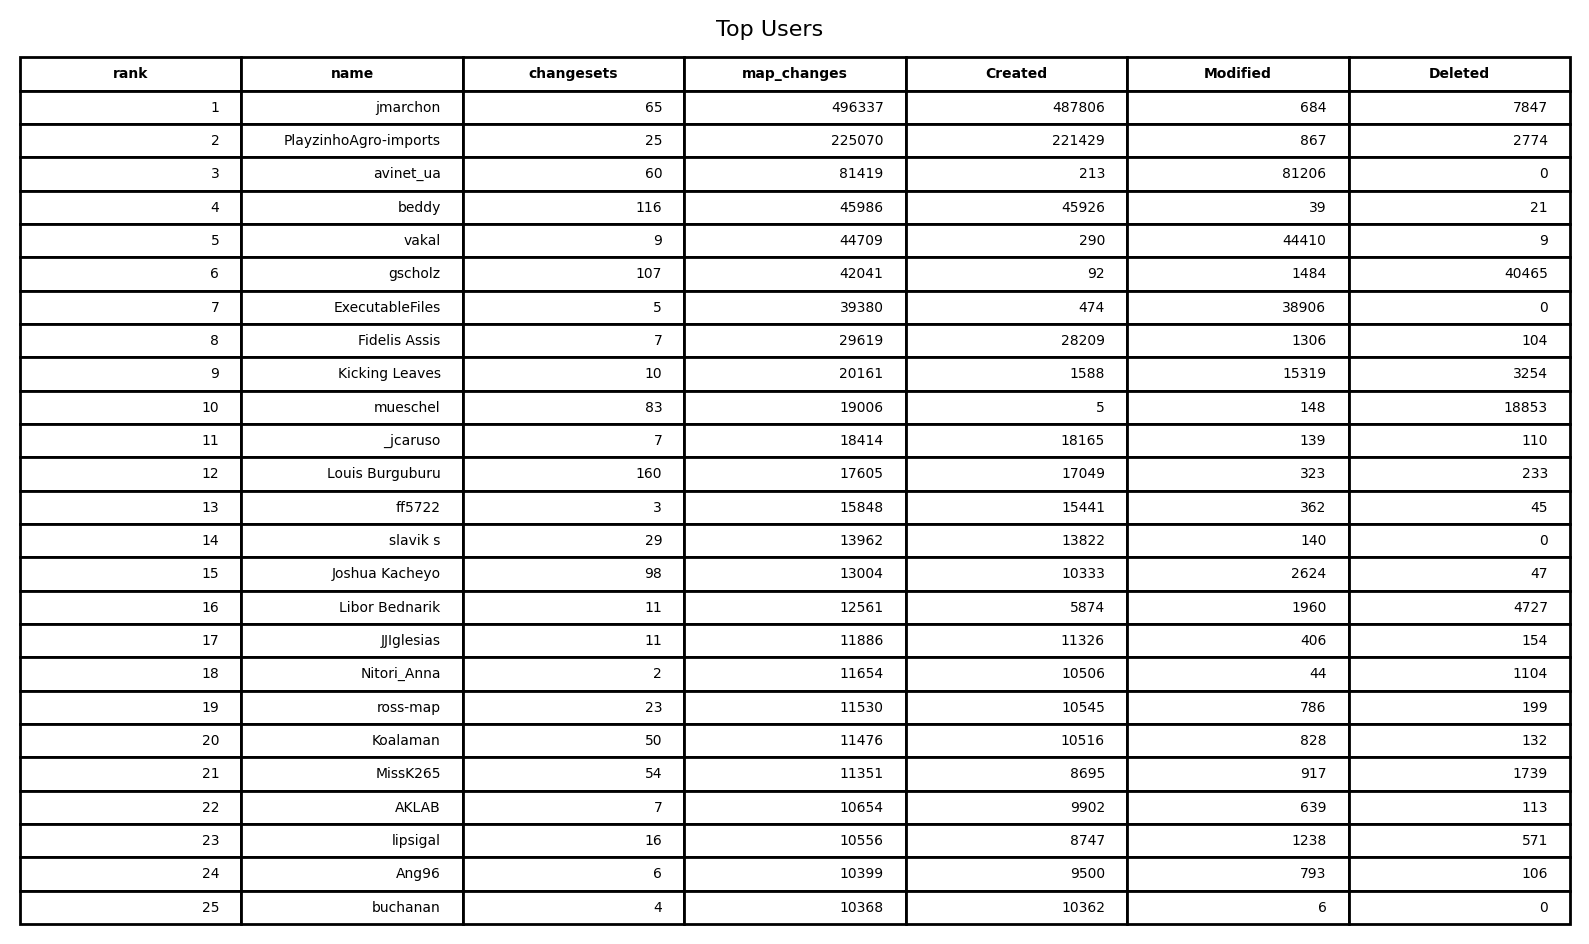 Top Users
rank name changesets map_changes Created Modified Deleted
1 jmarchon 65 496337 487806 684 7847
2 PlayzinhoAgro-imports 25 225070 221429 867 2774
3 avinet_ua 60 81419 213 81206 0
4 beddy 116 45986 45926 39 21
5 vakal 9 44709 290 44410 9
6 gscholz 107 42041 92 1484 40465
7 ExecutableFiles 5 39380 474 38906 0
8 Fidelis Assis 7 29619 28209 1306 104
9 Kicking Leaves 10 20161 1588 15319 3254
10 mueschel 83 19006 5 148 18853
11 _jcaruso 7 18414 18165 139 110
12 Louis Burguburu 160 17605 17049 323 233
13 ff5722 3 15848 15441 362 45
14 slavik s 29 13962 13822 140 0
15 Joshua Kacheyo 98 13004 10333 2624 47
16 Libor Bednarik 11 12561 5874 1960 4727
17 JJIglesias 11 11886 11326 406 154
18 Nitori_Anna 2 11654 10506 44 1104
19 ross-map 23 11530 10545 786 199
20 Koalaman 50 11476 10516 828 132
21 MissK265 54 11351 8695 917 1739
22 AKLAB 7 10654 9902 639 113
23 lipsigal 16 10556 8747 1238 571
24 Ang96 6 10399 9500 793 106
25 buchanan 4 10368 10362 6 0